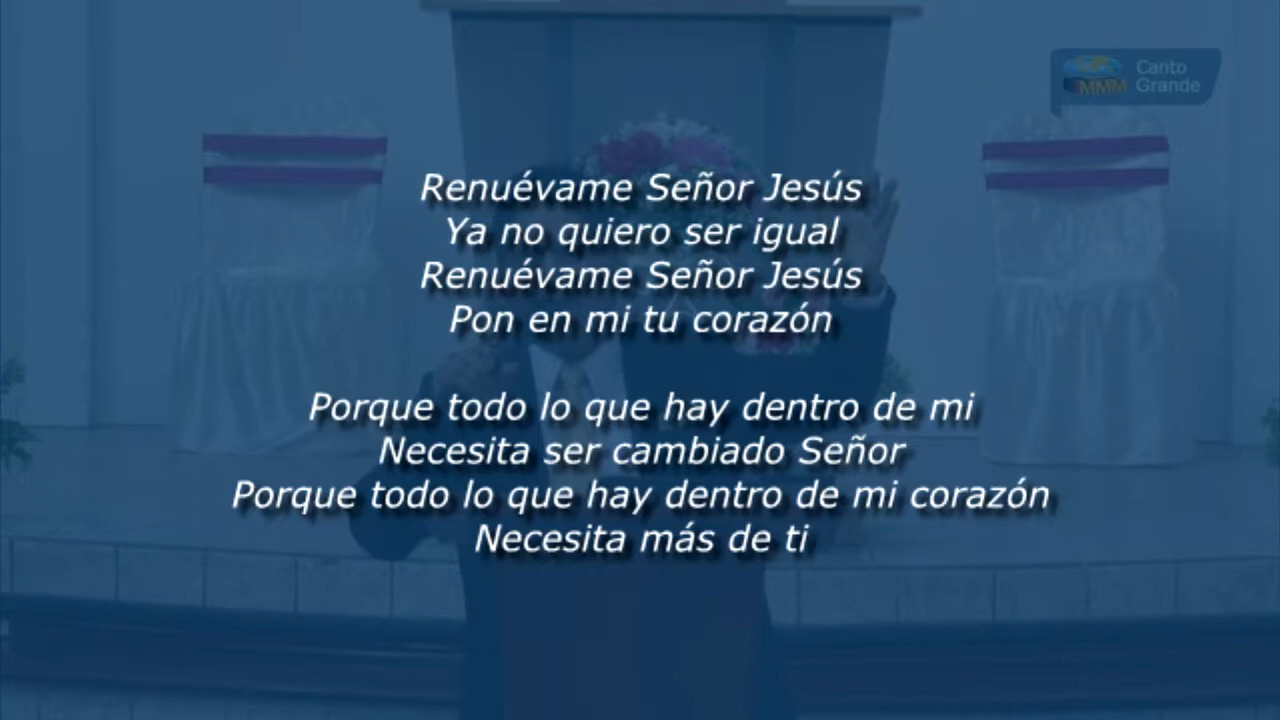 Canto
Grande
MMM
Renuévame Señor Jesús
Ya no quiero ser igual
Renuévame Señor Jesús
Pon en mi tu corazón
Porque todo lo que hay dentro de mi
Necesita ser cambiado Señor
Porque todo lo que hay dentro de mi corazón
Necesita más de ti